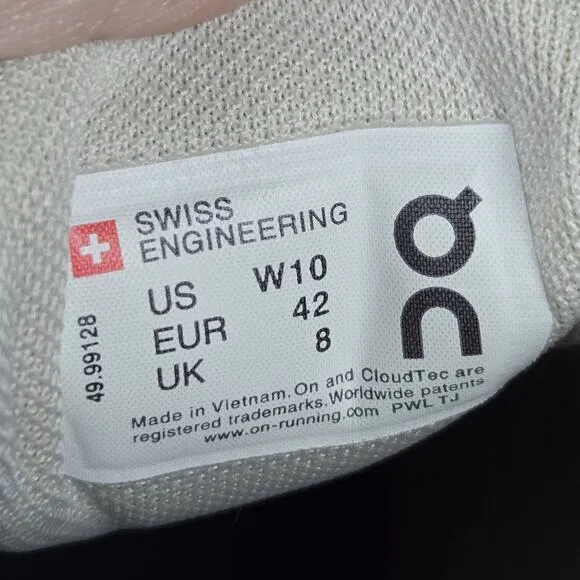 SWISS
ENGINEERING
US W10
EUR 42
UK 8
49.99128
Made in Vietnam. On and CloudTec are
registered trademarks. Worldwide patents
www.on-running.com PWL TJ
On